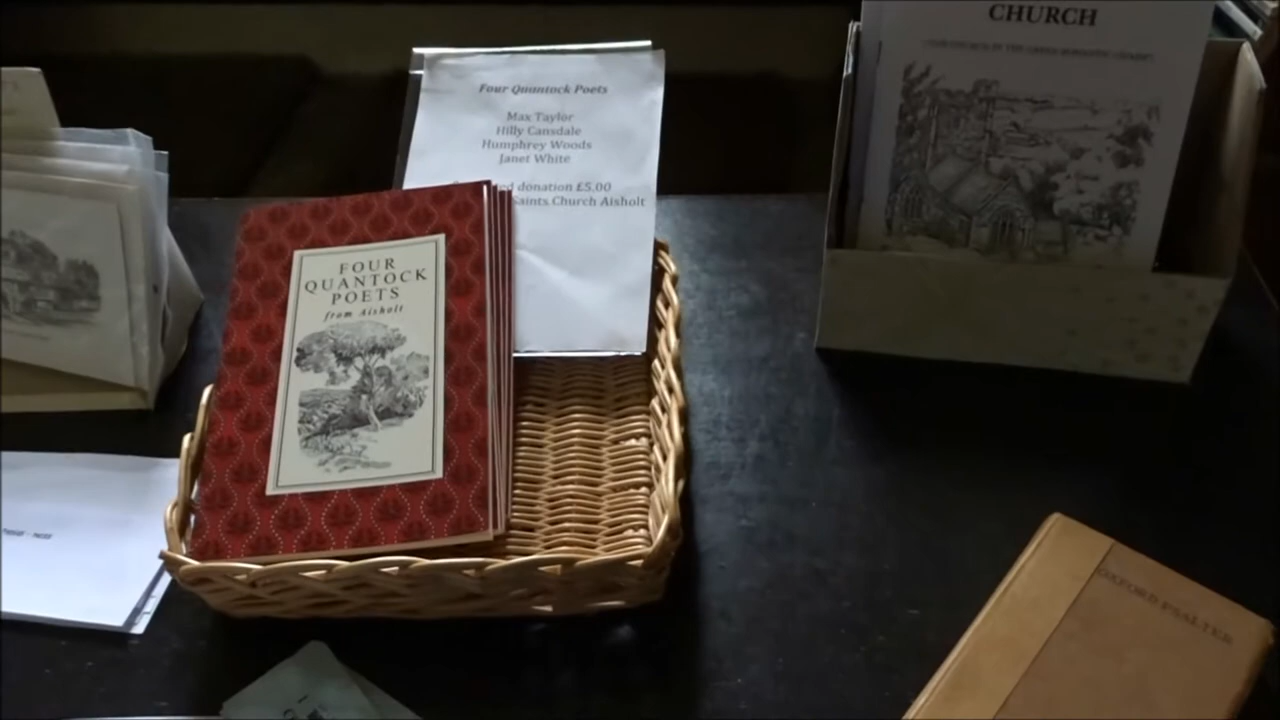 CHURCH
Four Quantock Poets
Max Taylor
Hilly Cansdale
Humphrey Woods
Janet White
donation £5.00
Saints Church Aisholt
FOUR
QUANTOCK
POETS
from Aisholt
OXFORD PSALTER